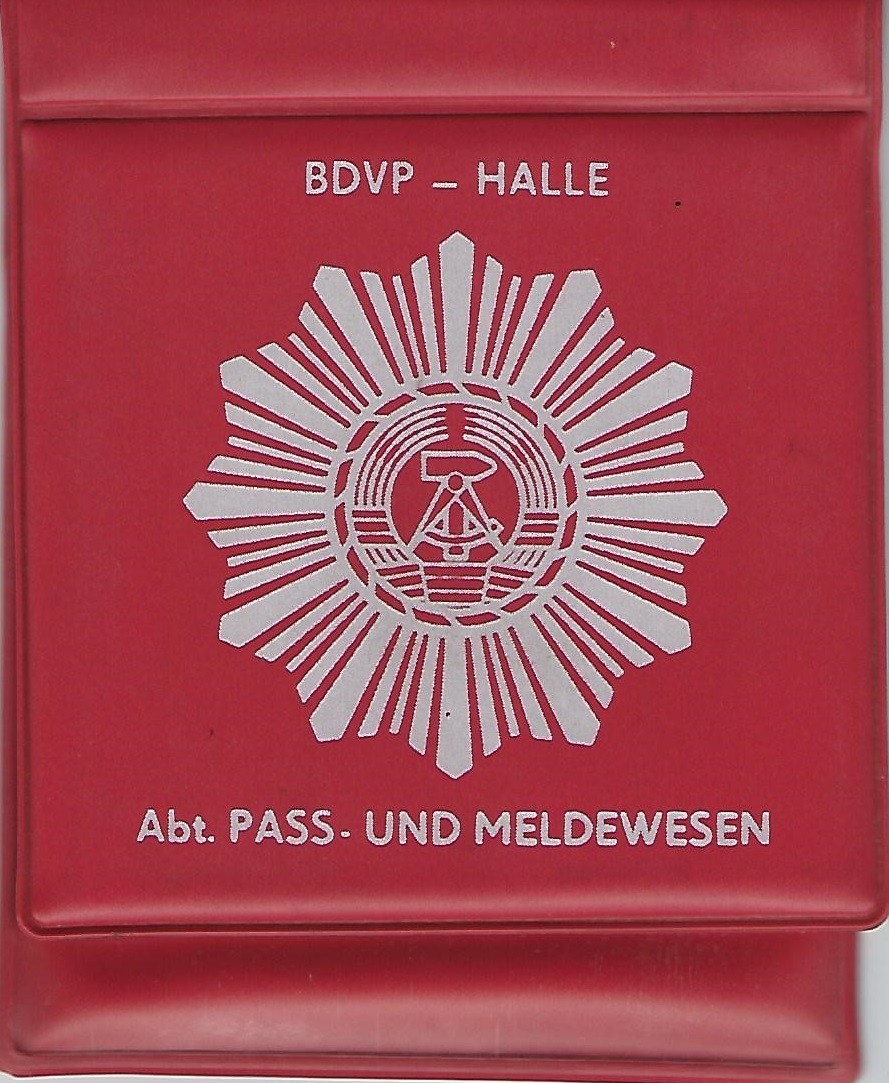 BDVP – HALLE
Abt. PASS- UND MELDEWESEN